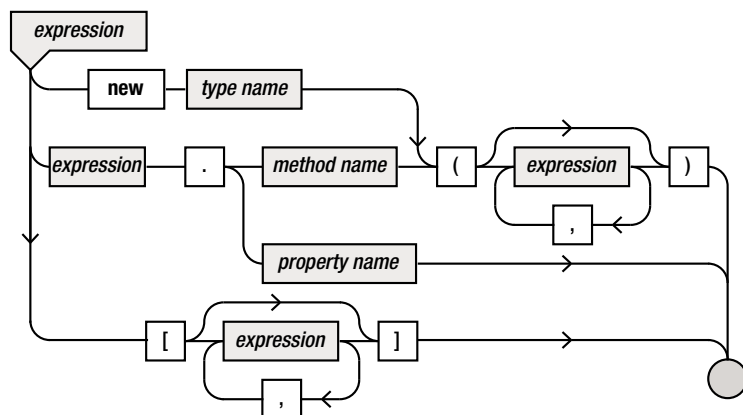 expression
new type name
expression . method name ( expression )
,
property name
[ expression ]
,